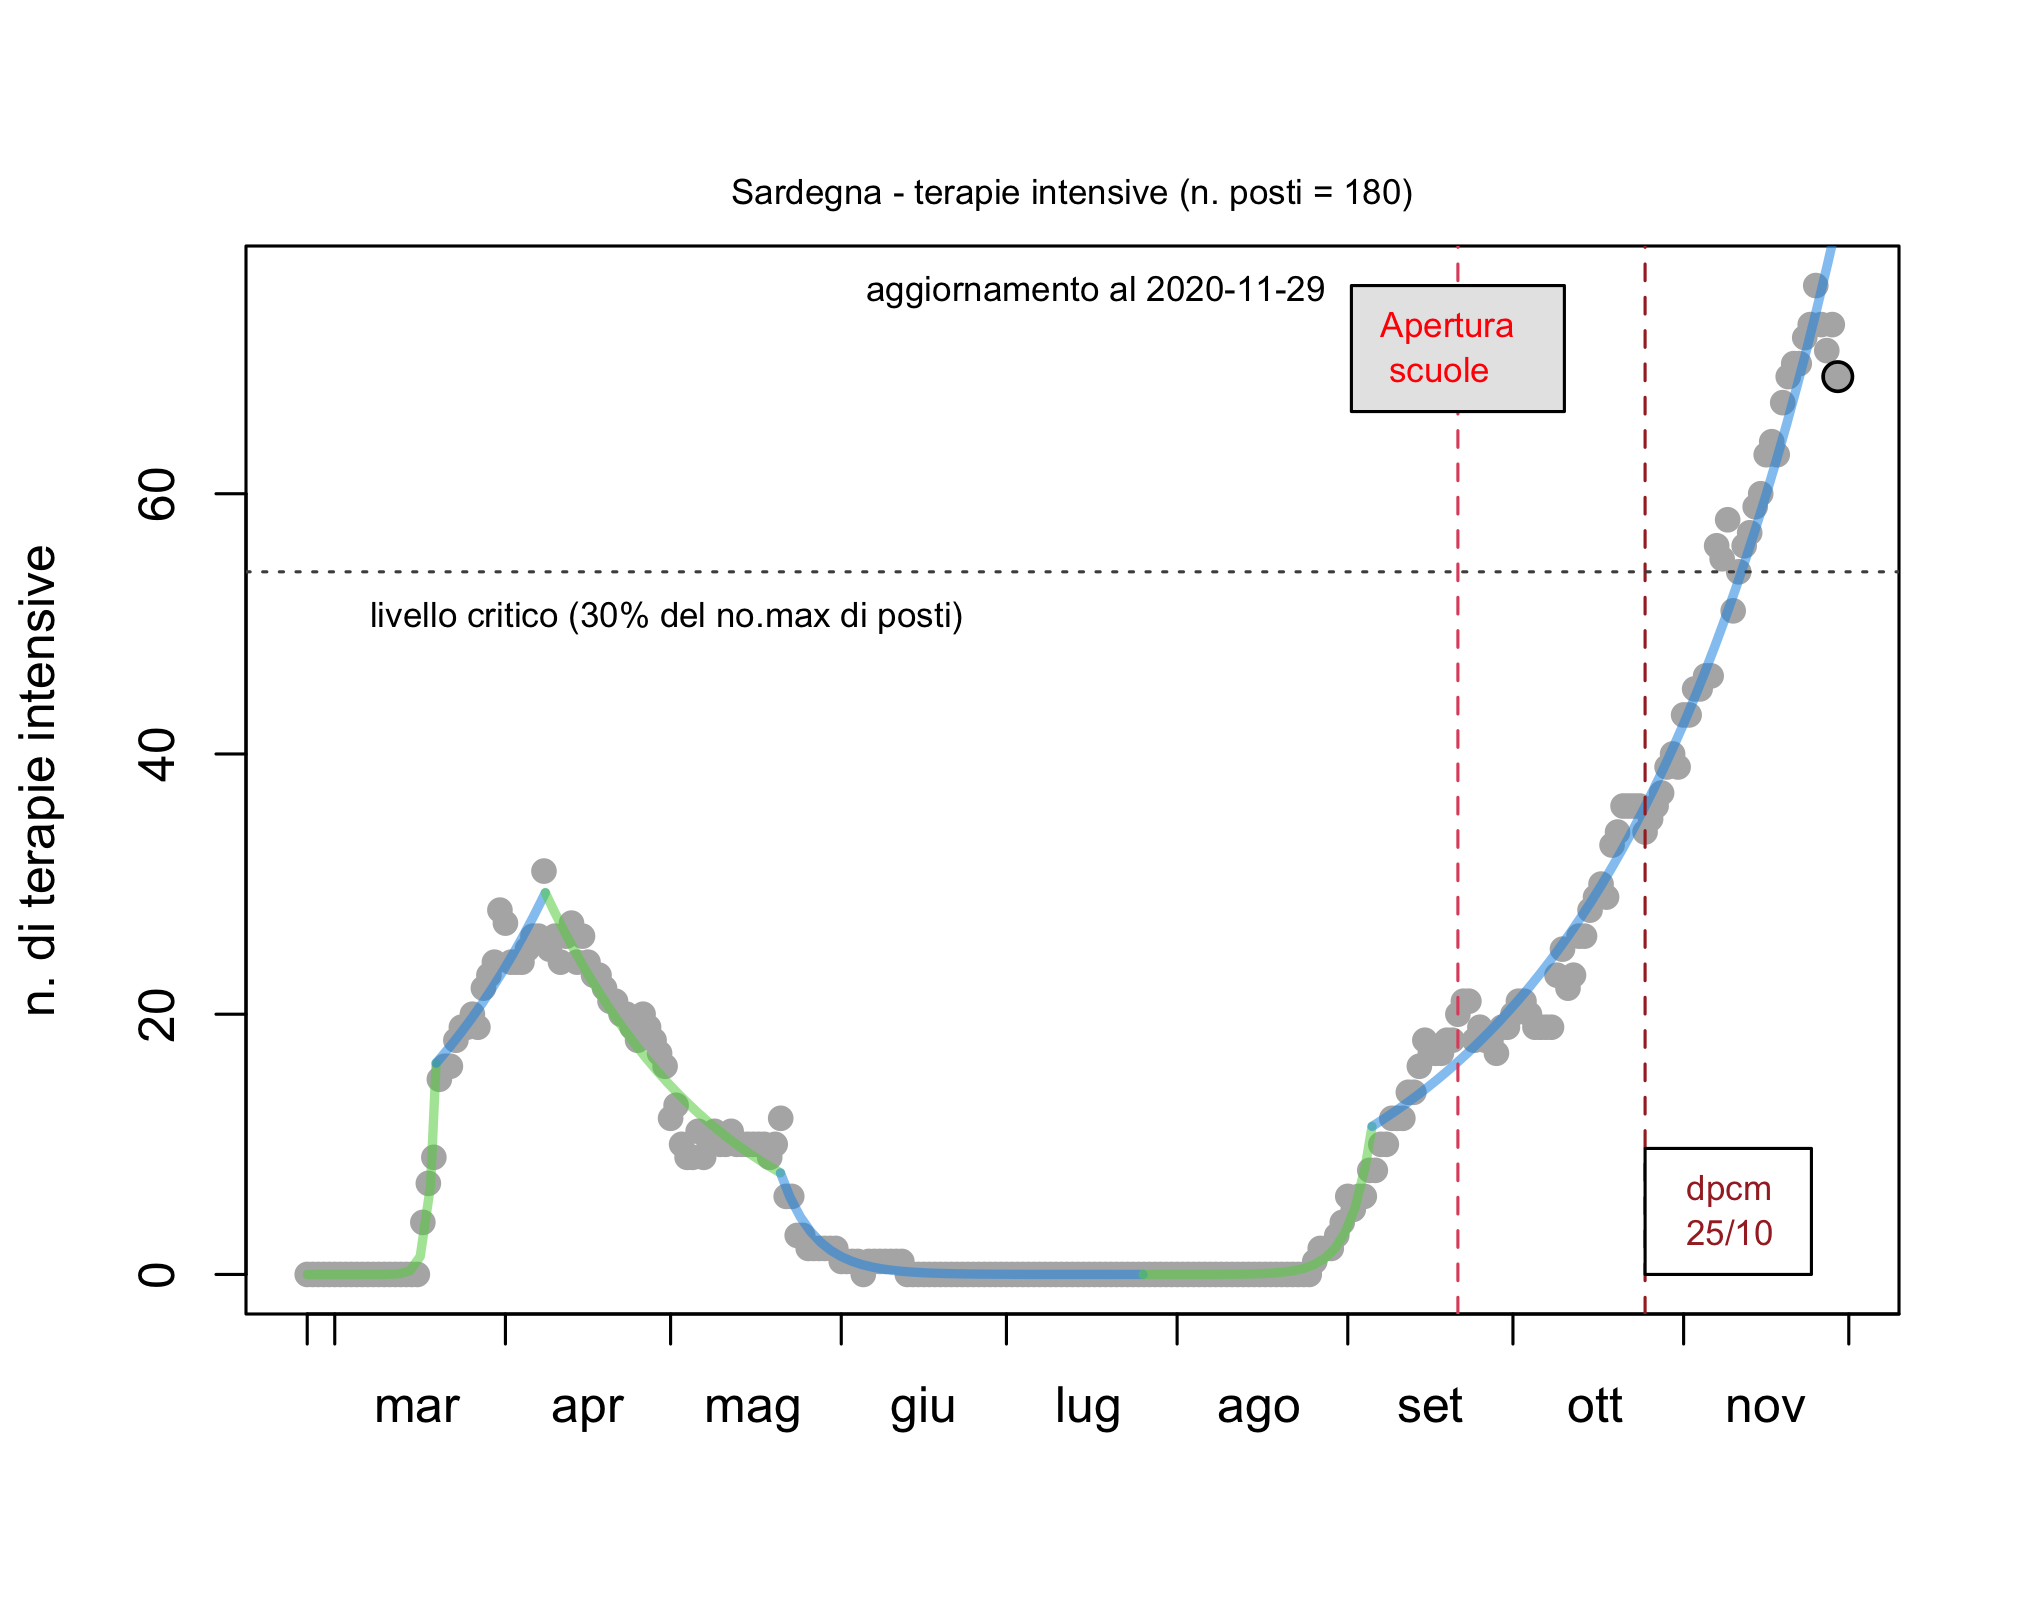 Sardegna - terapie intensive (n. posti = 180)
aggiornamento al 2020-11-29
Apertura
scuole
livello critico (30% del no.max di posti)
dpcm
25/10
n. di terapie intensive
60
40
20
0
mar apr mag giu lug ago set ott nov